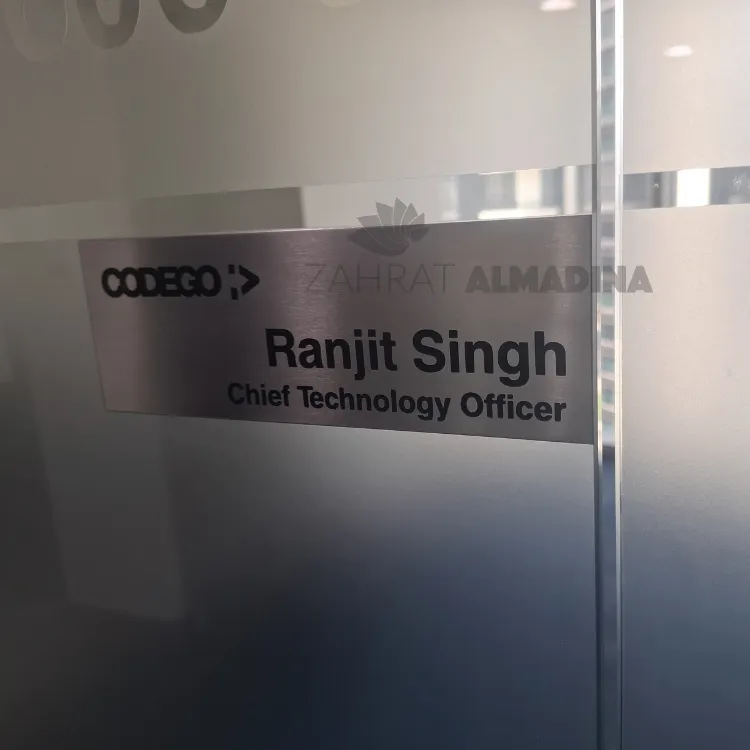 CODEGO
ZAHRAT ALMADINA
Ranjit Singh
Chief Technology Officer